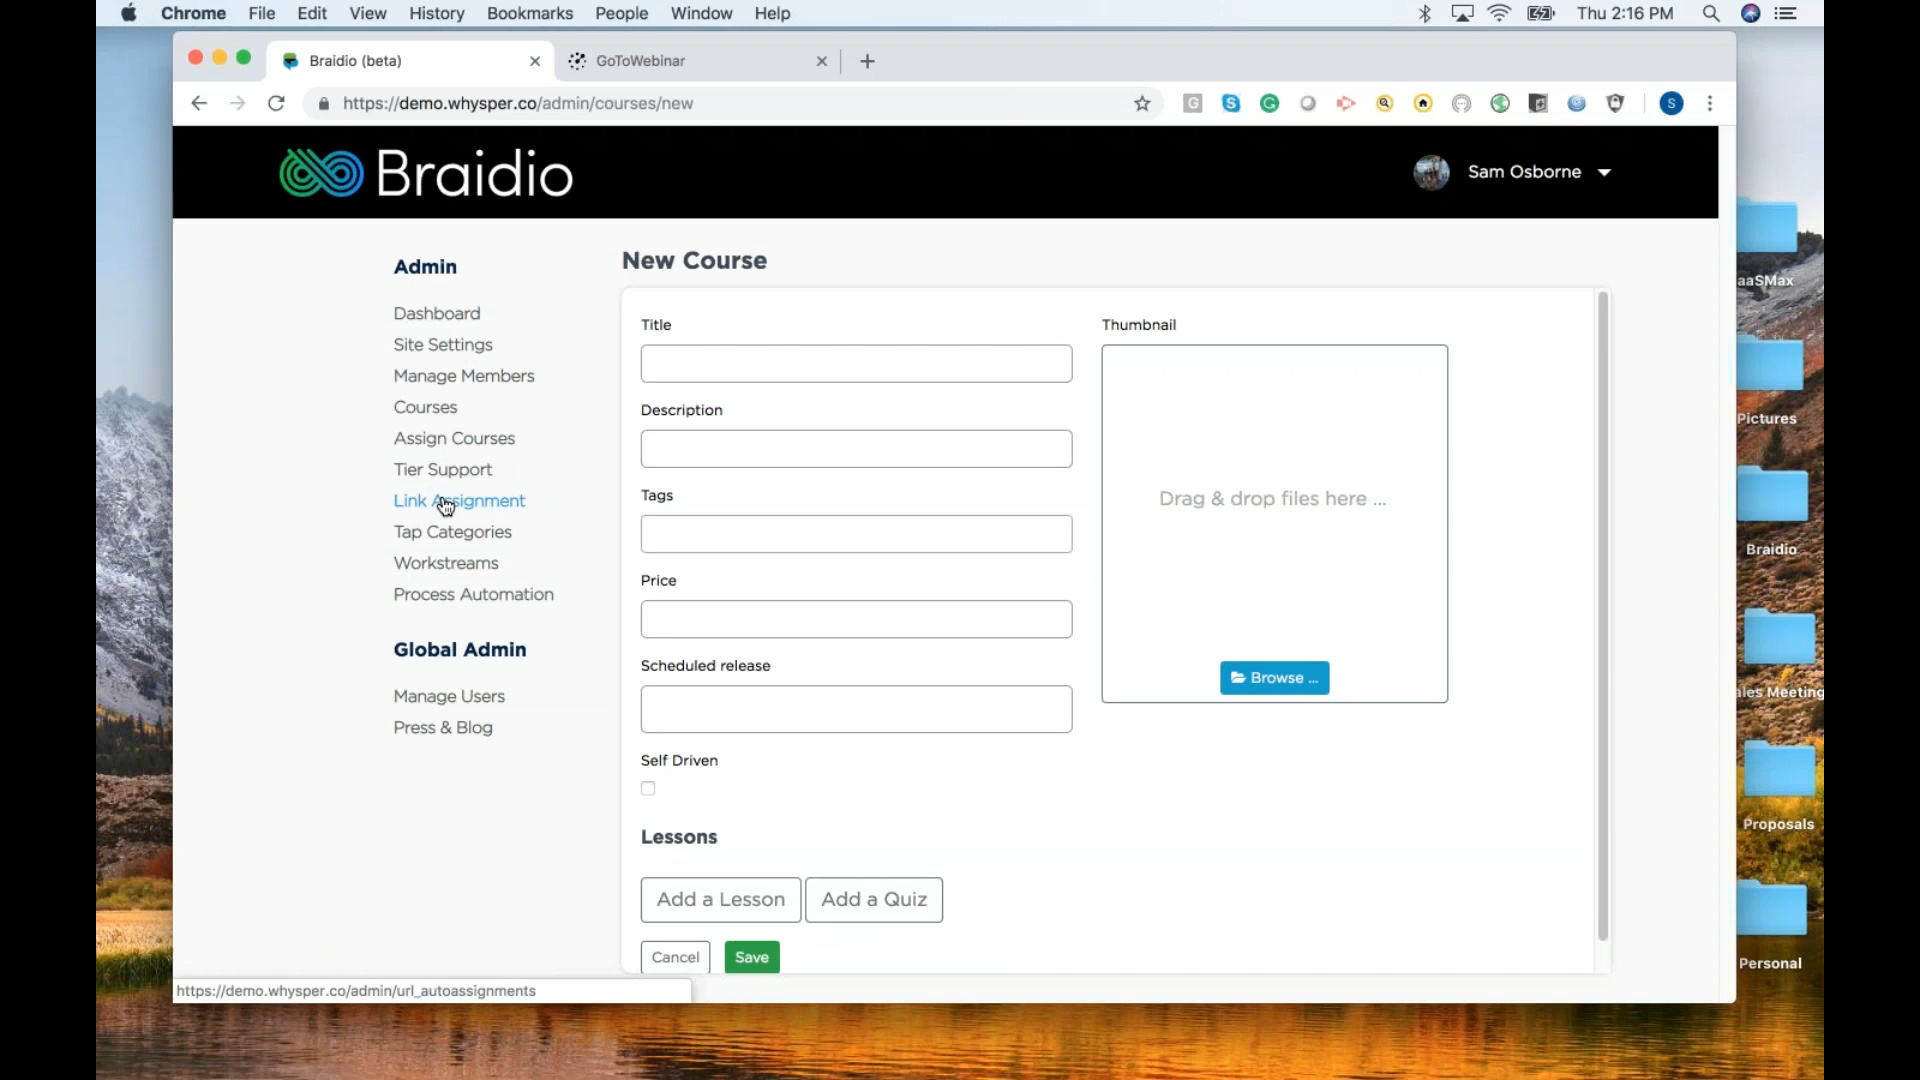 Chrome File Edit View History Bookmarks People Window Help Thu 2:16 PM
Braidio (beta) GoToWebinar
https://demo.whysper.co/admin/courses/new S
Braidio Sam Osborne
Admin
Dashboard
Site Settings
Manage Members
Courses
Assign Courses
Tier Support
Link Assignment
Tap Categories
Workstreams
Process Automation
Global Admin
Manage Users
Press & Blog
New Course
Title
Description
Tags
Price
Scheduled release
Self Driven
Lessons
Add a Lesson Add a Quiz
Cancel Save
Thumbnail
Drag & drop files here ...
Browse ...
https://demo.whysper.co/admin/url_autoassignments
aaSMax
Pictures
Braidio
ales Meeting
Proposals
Personal